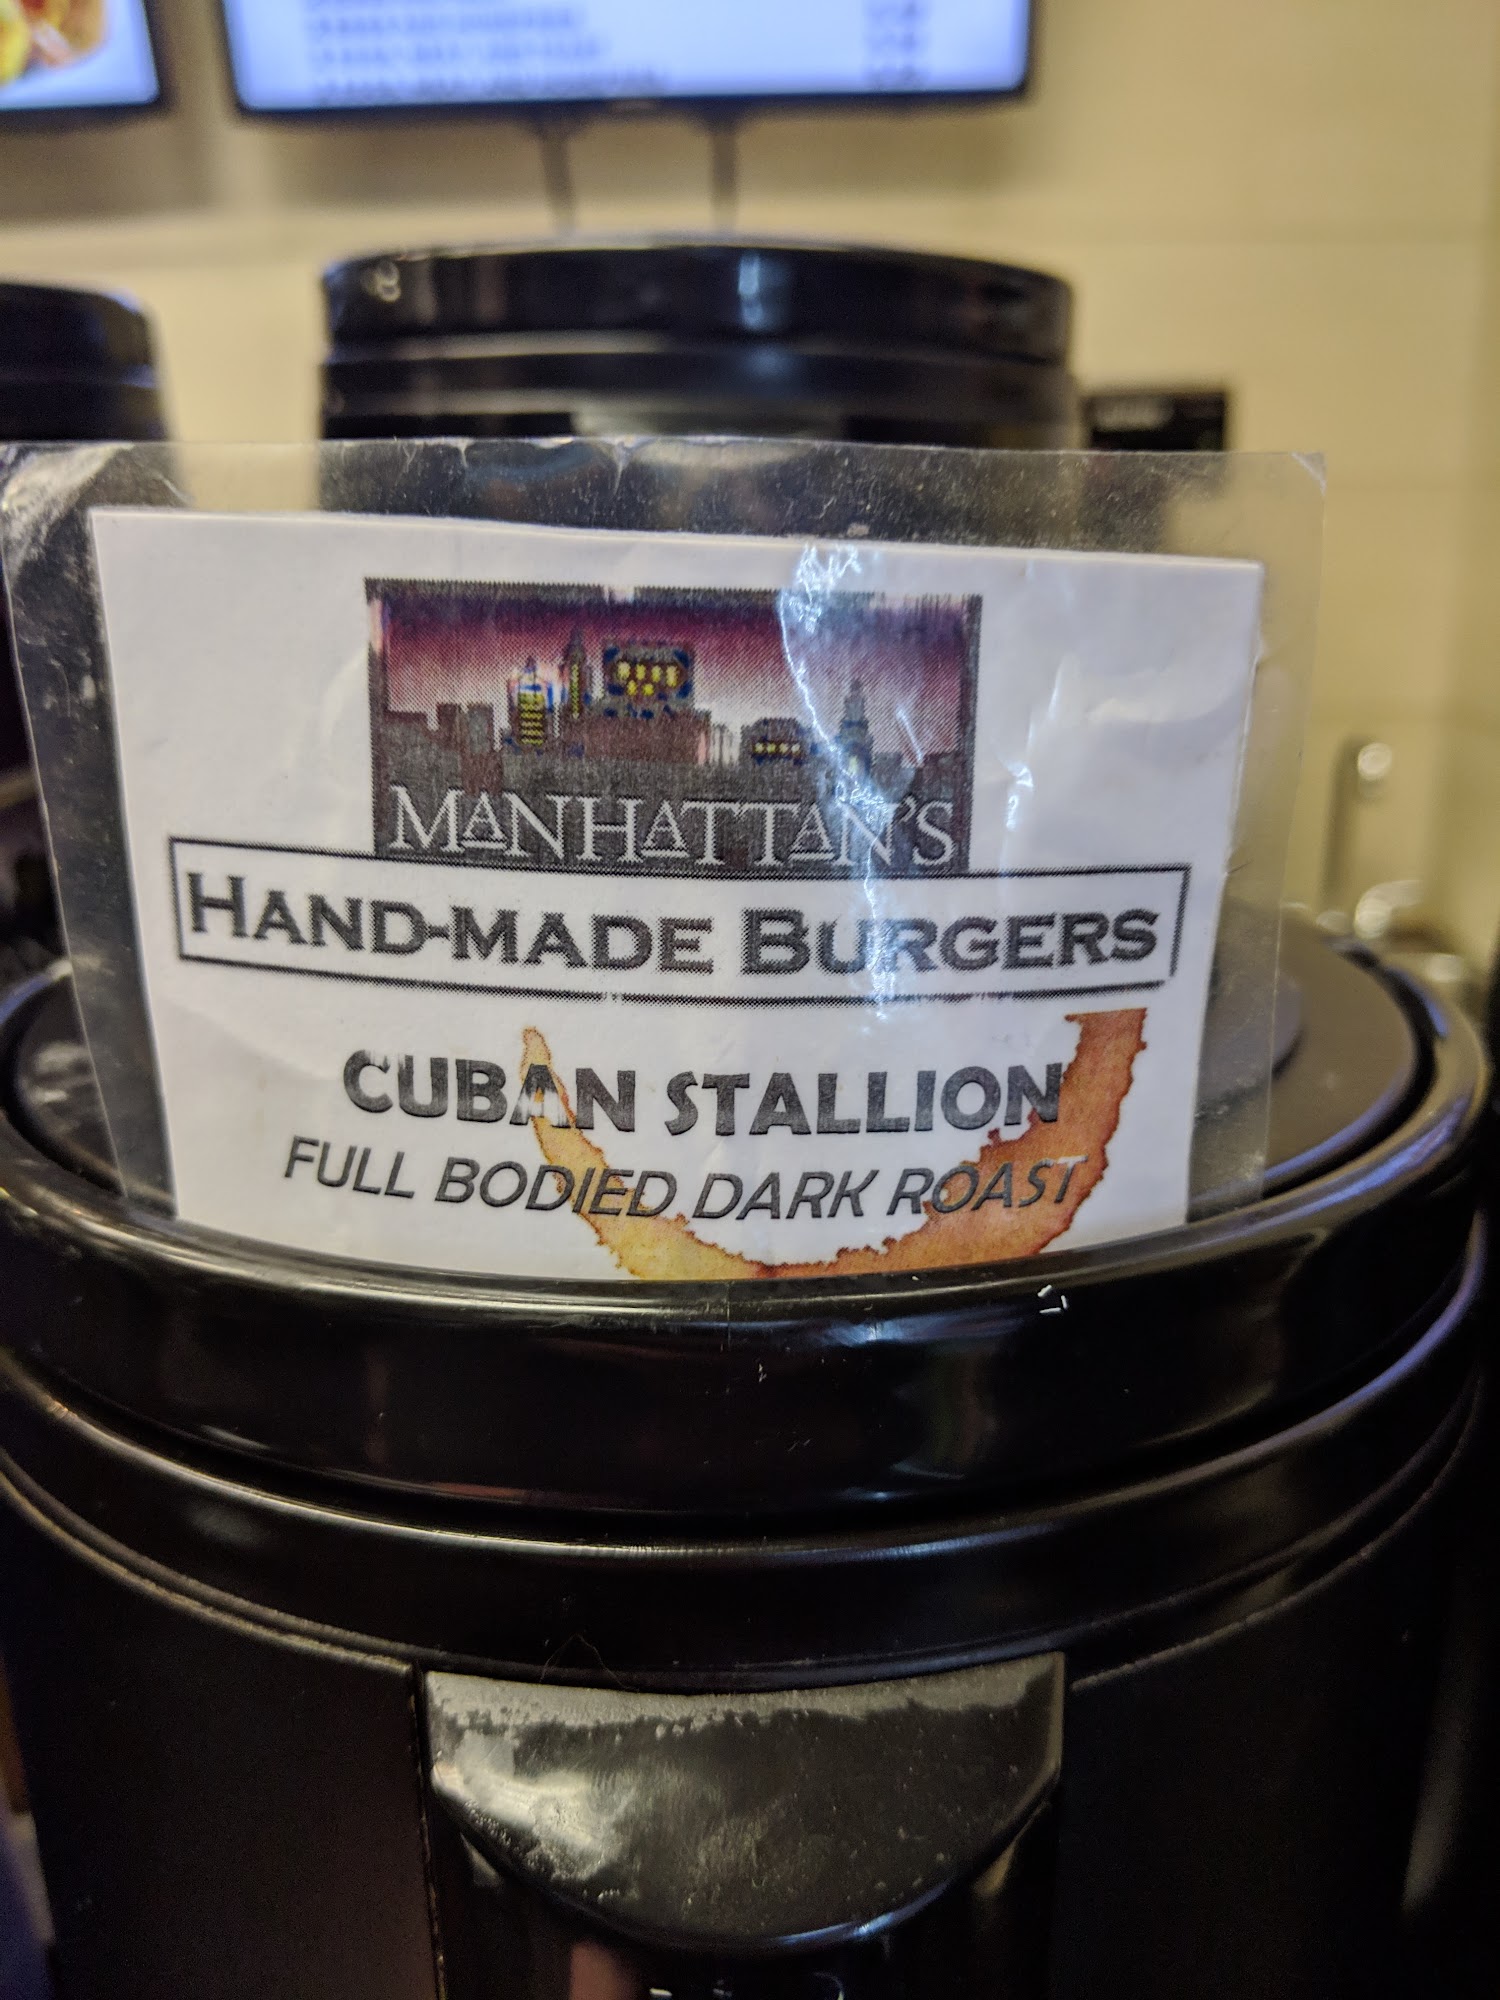 MANHATTAN'S
HAND-MADE BURGERS
CUBAN STALLION
FULL BODIED DARK ROAST